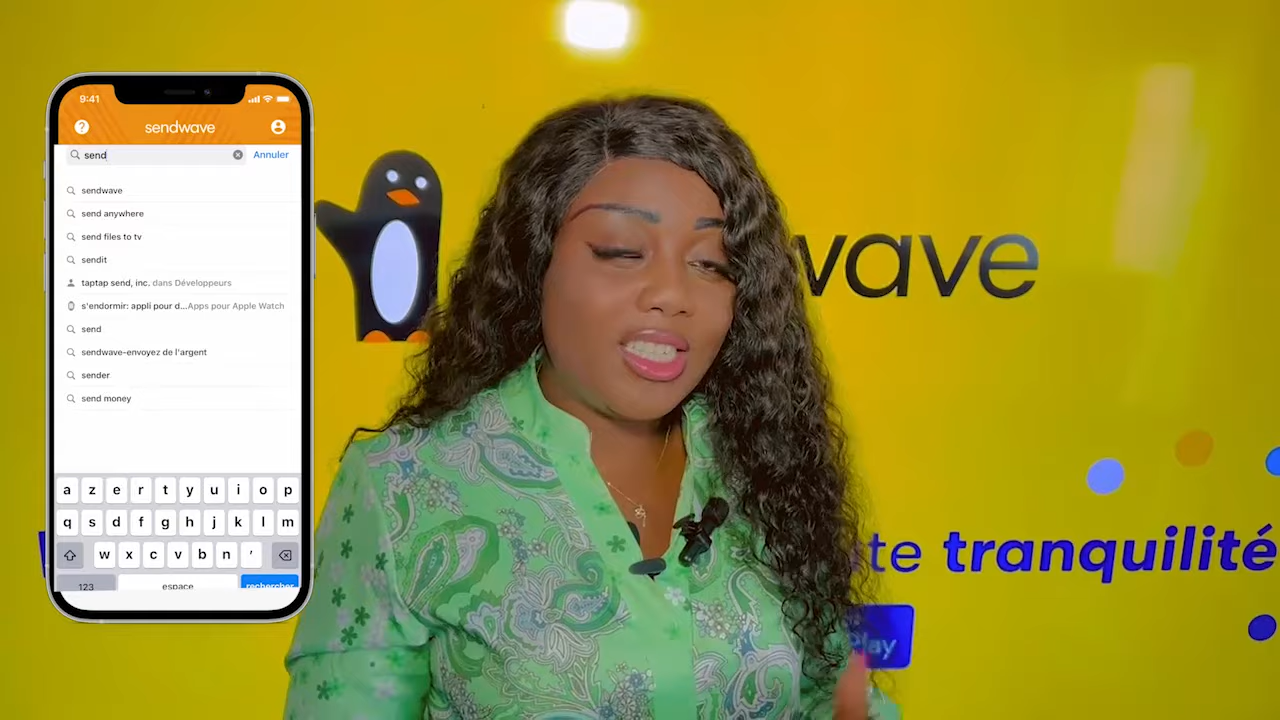 9:41
sendwave
send
Annuler
sendwave
send anywhere
send files to tv
sendit
taptap send, inc. dans Développeurs
s'endormir: appli pour d...Apps pour Apple Watch
send
sendwave-envoyez de l'argent
sender
send money
a z e r t y u i o p
q s d f g h j k l m
w x c v b n ′
123 espace rechercher
wave
te tranquilité
Play